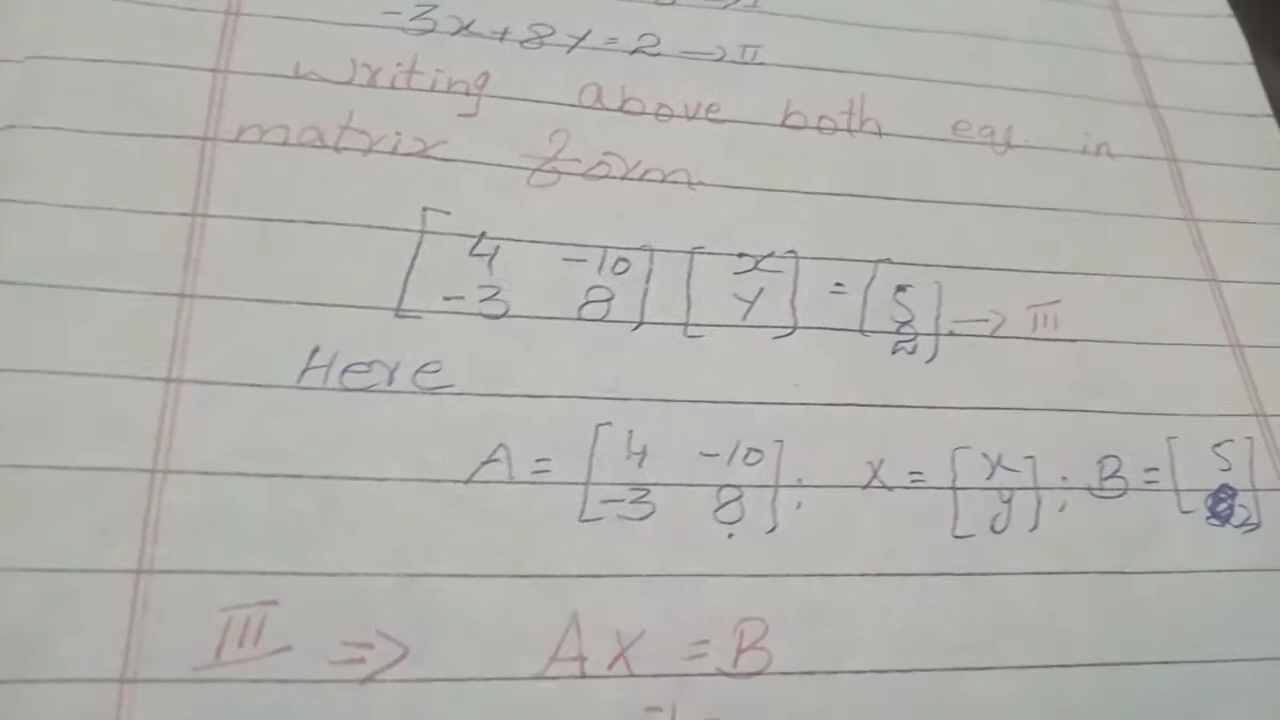 -3x+8y=2→II
Writing above both eq. in
matrix form
[4 -10; -3 8] [x; y] = [5; 2] → III
Here
A = [4 -10; -3 8]; X = [x; y]; B = [5; 2]
III ⇒ AX = B